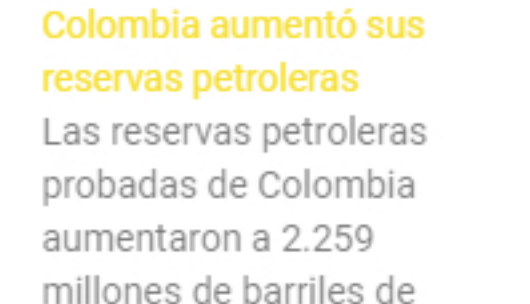 Colombia aumentó sus
reservas petroleras
Las reservas petroleras
probadas de Colombia
aumentaron a 2.259
millones de barriles de